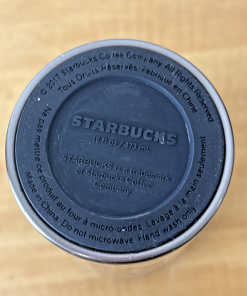 © 2017 Starbucks Coffee Company All Rights Reserved
Tous Droits Réservés. Fabriqué en China
Ne pas mettre ce produit au four à micro-ondes. Lavage à la main seulement
Made in China. Do not microwave. Hand wash only
STARBUCKS
16 fl oz / 473 mL
STARBUCKS is a trademark
of Starbucks Coffee
Company